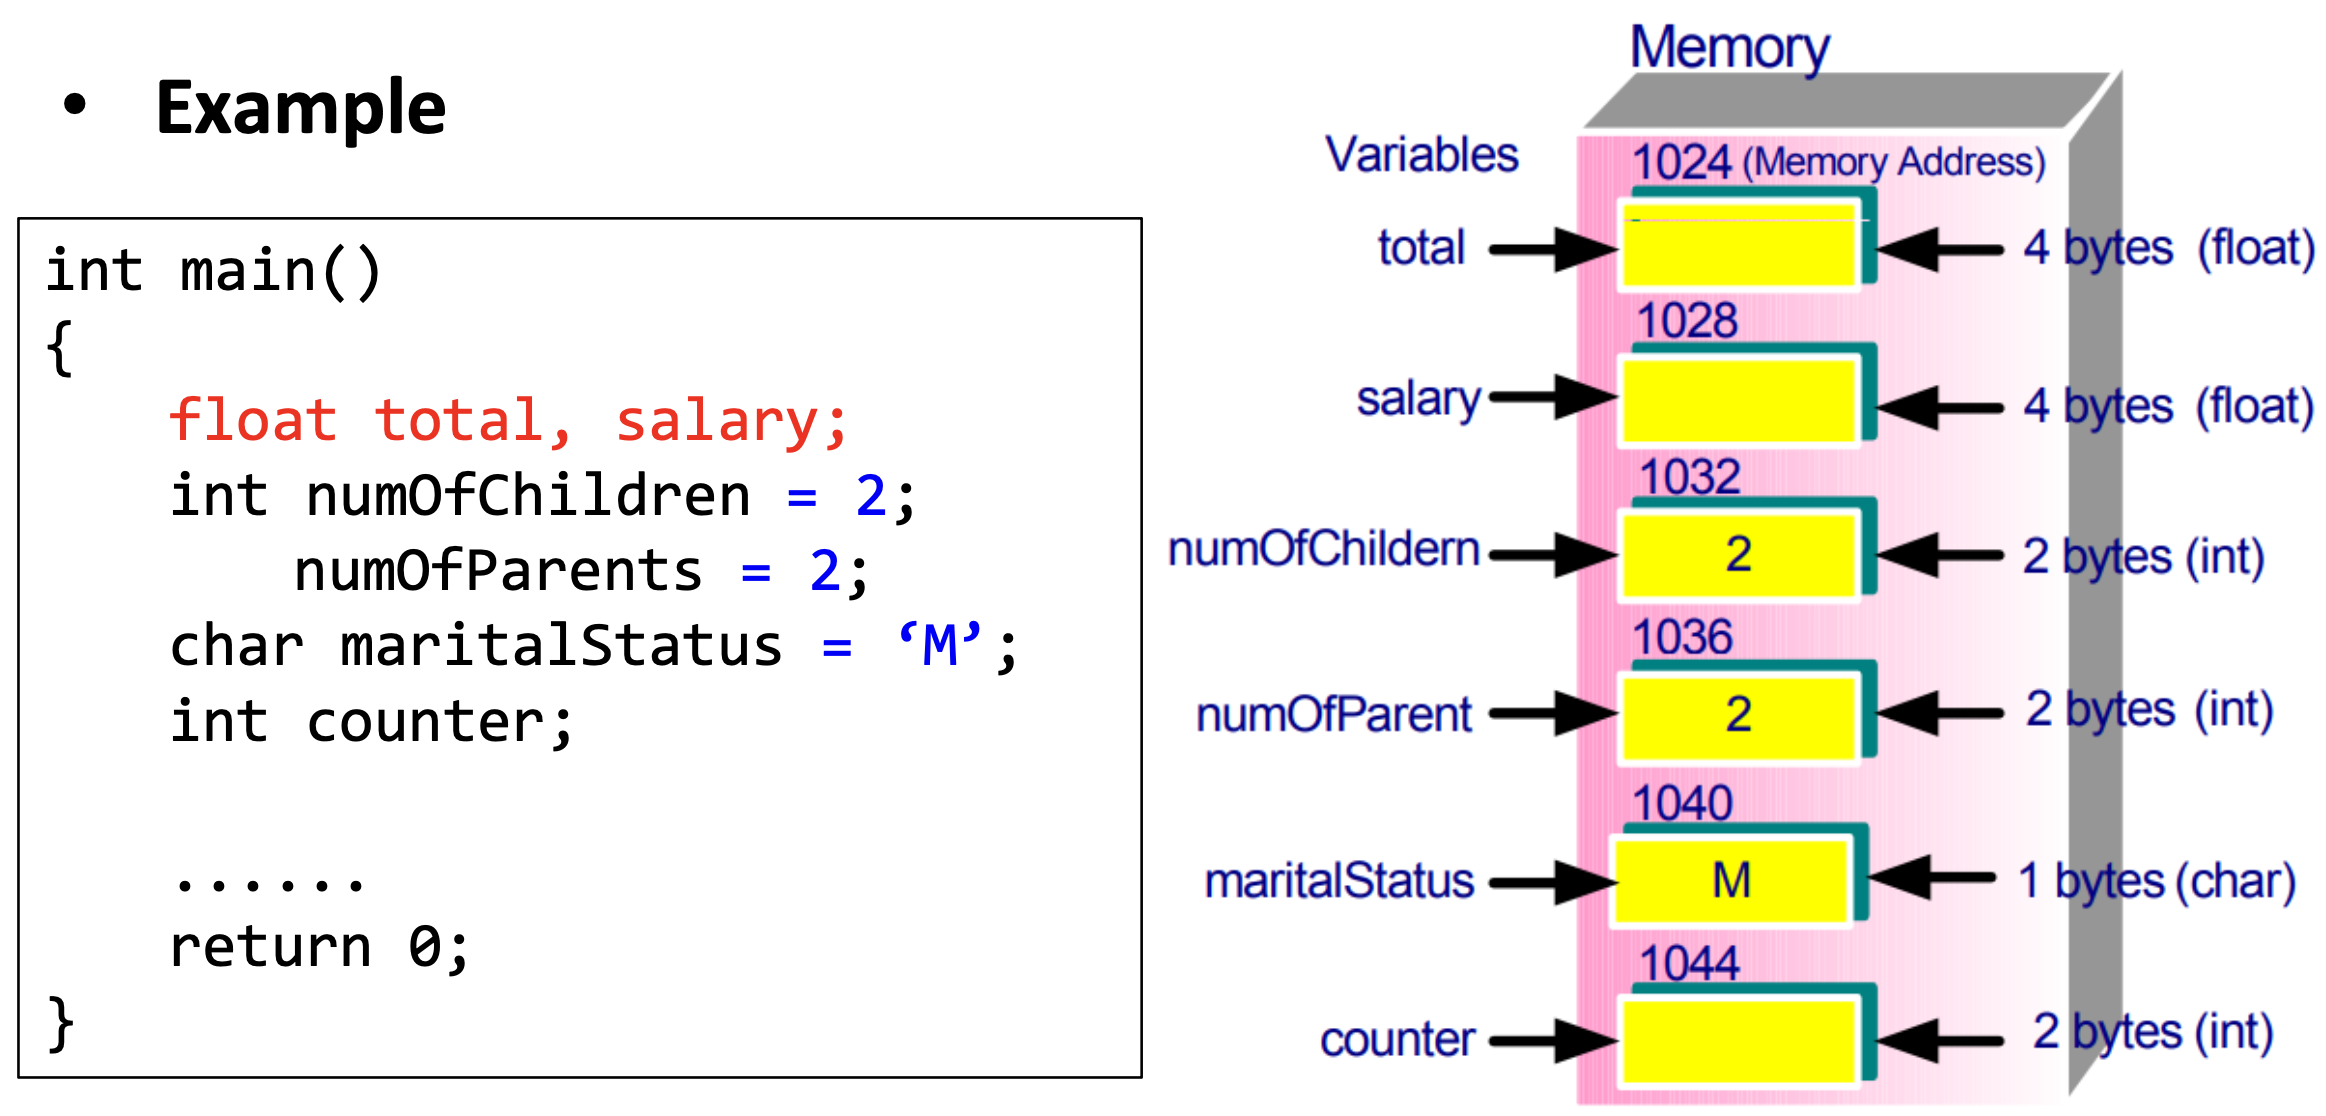 • Example
int main()
{
float total, salary;
int numOfChildren = 2;
numOfParents = 2;
char maritalStatus = ‘M’;
int counter;
......
return 0;
}
Memory
Variables
1024 (Memory Address)
total
4 bytes (float)
1028
salary
4 bytes (float)
1032
numOfChildern
2
2 bytes (int)
1036
numOfParent
2
2 bytes (int)
1040
maritalStatus
M
1 bytes (char)
1044
counter
2 bytes (int)